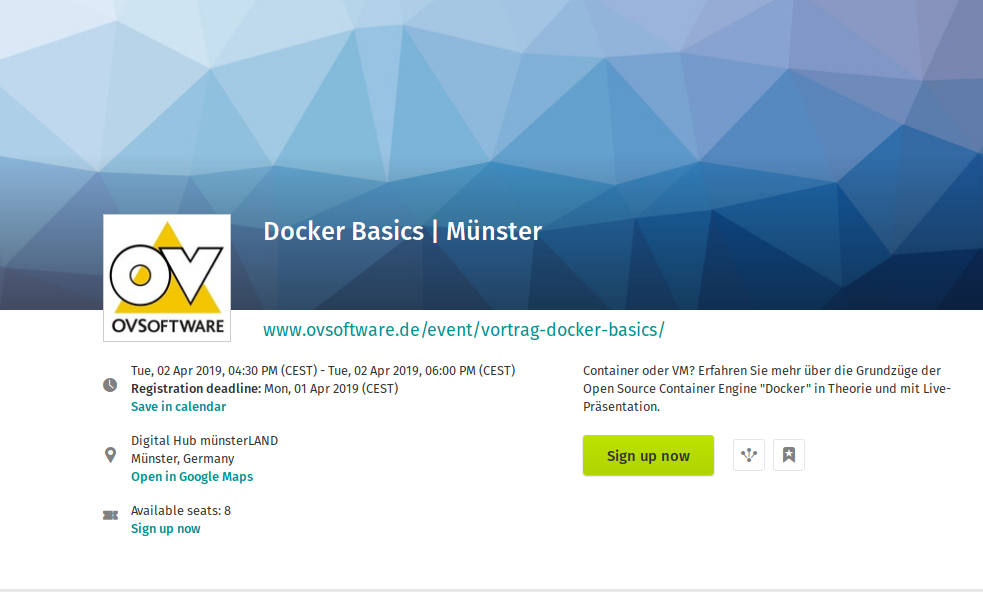 Docker Basics | Münster
OV
OVSOFTWARE
www.ovsoftware.de/event/vortrag-docker-basics/
Tue, 02 Apr 2019, 04:30 PM (CEST) - Tue, 02 Apr 2019, 06:00 PM (CEST)
Registration deadline: Mon, 01 Apr 2019 (CEST)
Save in calendar
Digital Hub münsterLAND
Münster, Germany
Open in Google Maps
Available seats: 8
Sign up now
Container oder VM? Erfahren Sie mehr über die Grundzüge der
Open Source Container Engine "Docker" in Theorie und mit Live-
Präsentation.
Sign up now